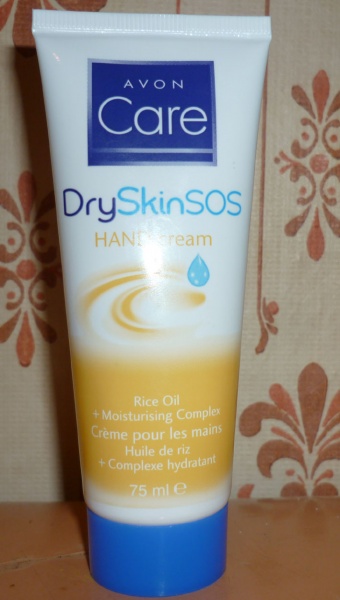 AVON
Care
DrySkinSOS
HAND cream
Rice Oil
+ Moisturising Complex
Crème pour les mains
Huile de riz
+ Complexe hydratant
75 ml e